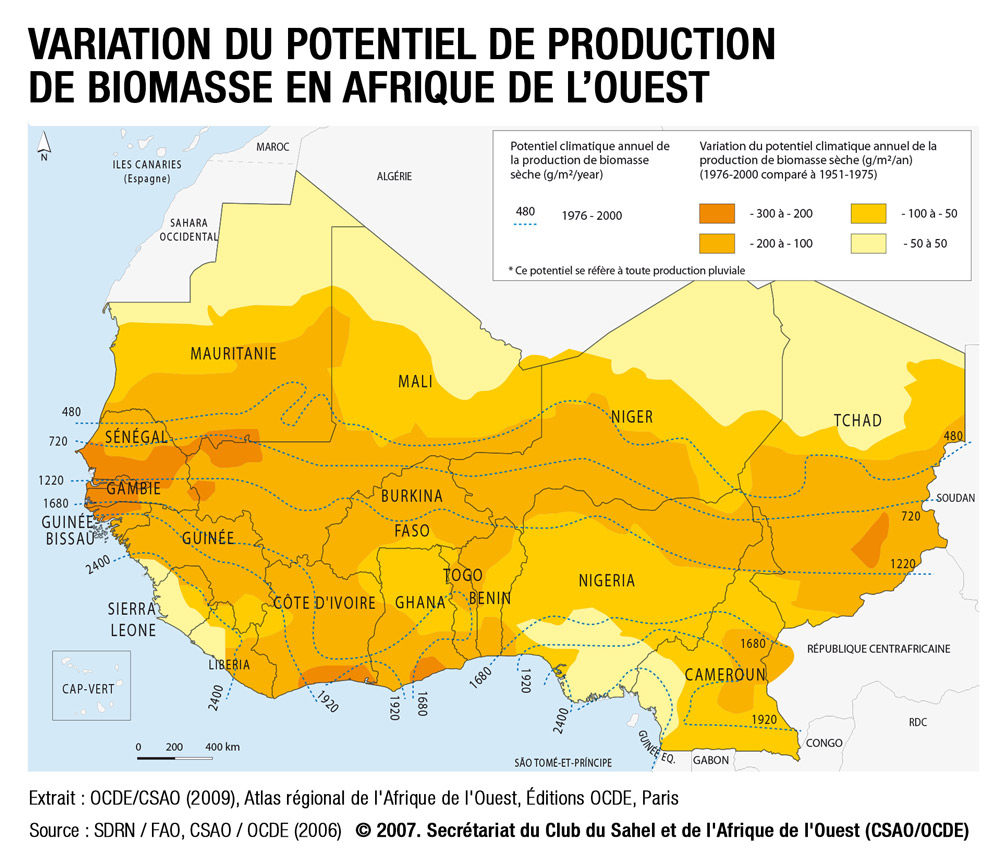 VARIATION DU POTENTIEL DE PRODUCTION
DE BIOMASSE EN AFRIQUE DE L’OUEST
N
ILES CANARIES
(Espagne)
MAROC
ALGÉRIE
SAHARA
OCCIDENTAL
Potentiel climatique annuel de
la production de biomasse
sèche (g/m²/year)
480
1976 - 2000
Variation du potentiel climatique annuel de la
production de biomasse sèche (g/m²/an)
(1976-2000 comparé à 1951-1975)
- 300 à - 200
- 100 à - 50
- 200 à - 100
- 50 à 50
* Ce potentiel se réfère à toute production pluviale
MAURITANIE
MALI
NIGER
TCHAD
480
720
1220
1680
2400
SÉNÉGAL
GAMBIE
GUINÉE
BISSAU
GUINÉE
BURKINA
FASO
480
SOUDAN
720
1220
TOGO
BENIN
GHANA
CÔTE D'IVOIRE
NIGERIA
SIERRA
LEONE
LIBERIA
1680
RÉPUBLIQUE CENTRAFRICAINE
CAMEROUN
1920
CAP-VERT
2400
1920
1920
1680
1680
1920
2400
GUINÉE EQ.
GABON
CONGO
RDC
SÃO TOMÉ-ET-PRÍNCIPE
0 200 400 km
Extrait : OCDE/CSAO (2009), Atlas régional de l'Afrique de l'Ouest, Éditions OCDE, Paris
Source : SDRN / FAO, CSAO / OCDE (2006) © 2007. Secrétariat du Club du Sahel et de l'Afrique de l'Ouest (CSAO/OCDE)